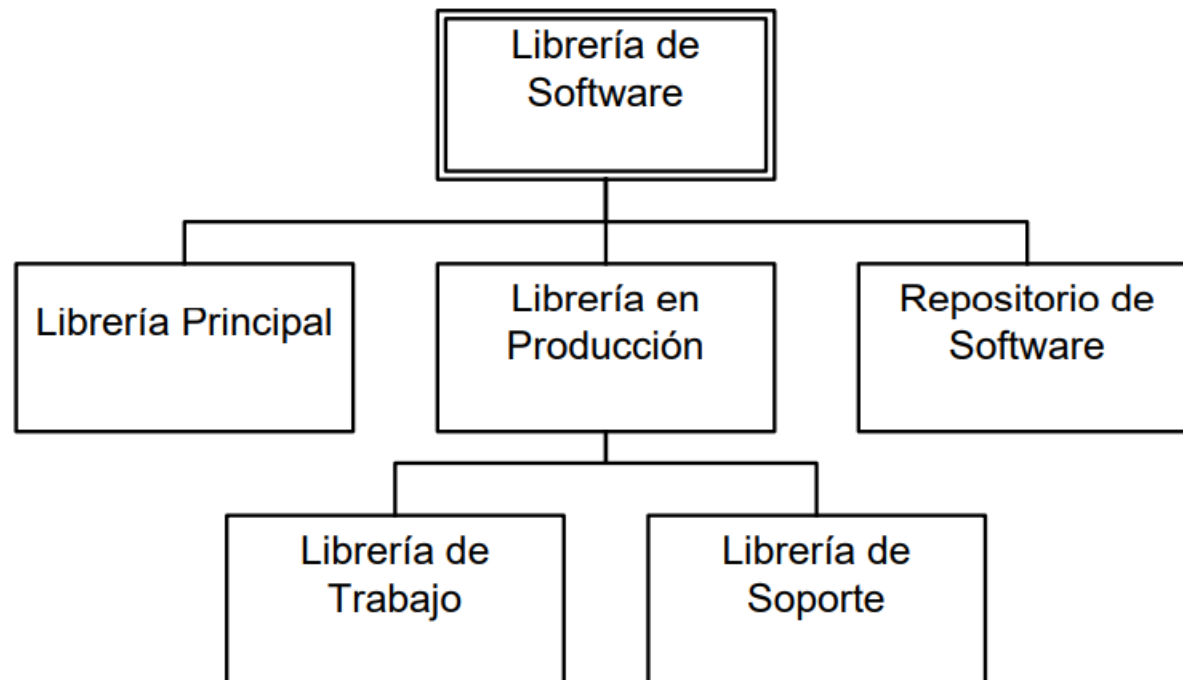 Librería de
Software
Librería Principal
Librería en
Producción
Repositorio de
Software
Librería de
Trabajo
Librería de
Soporte